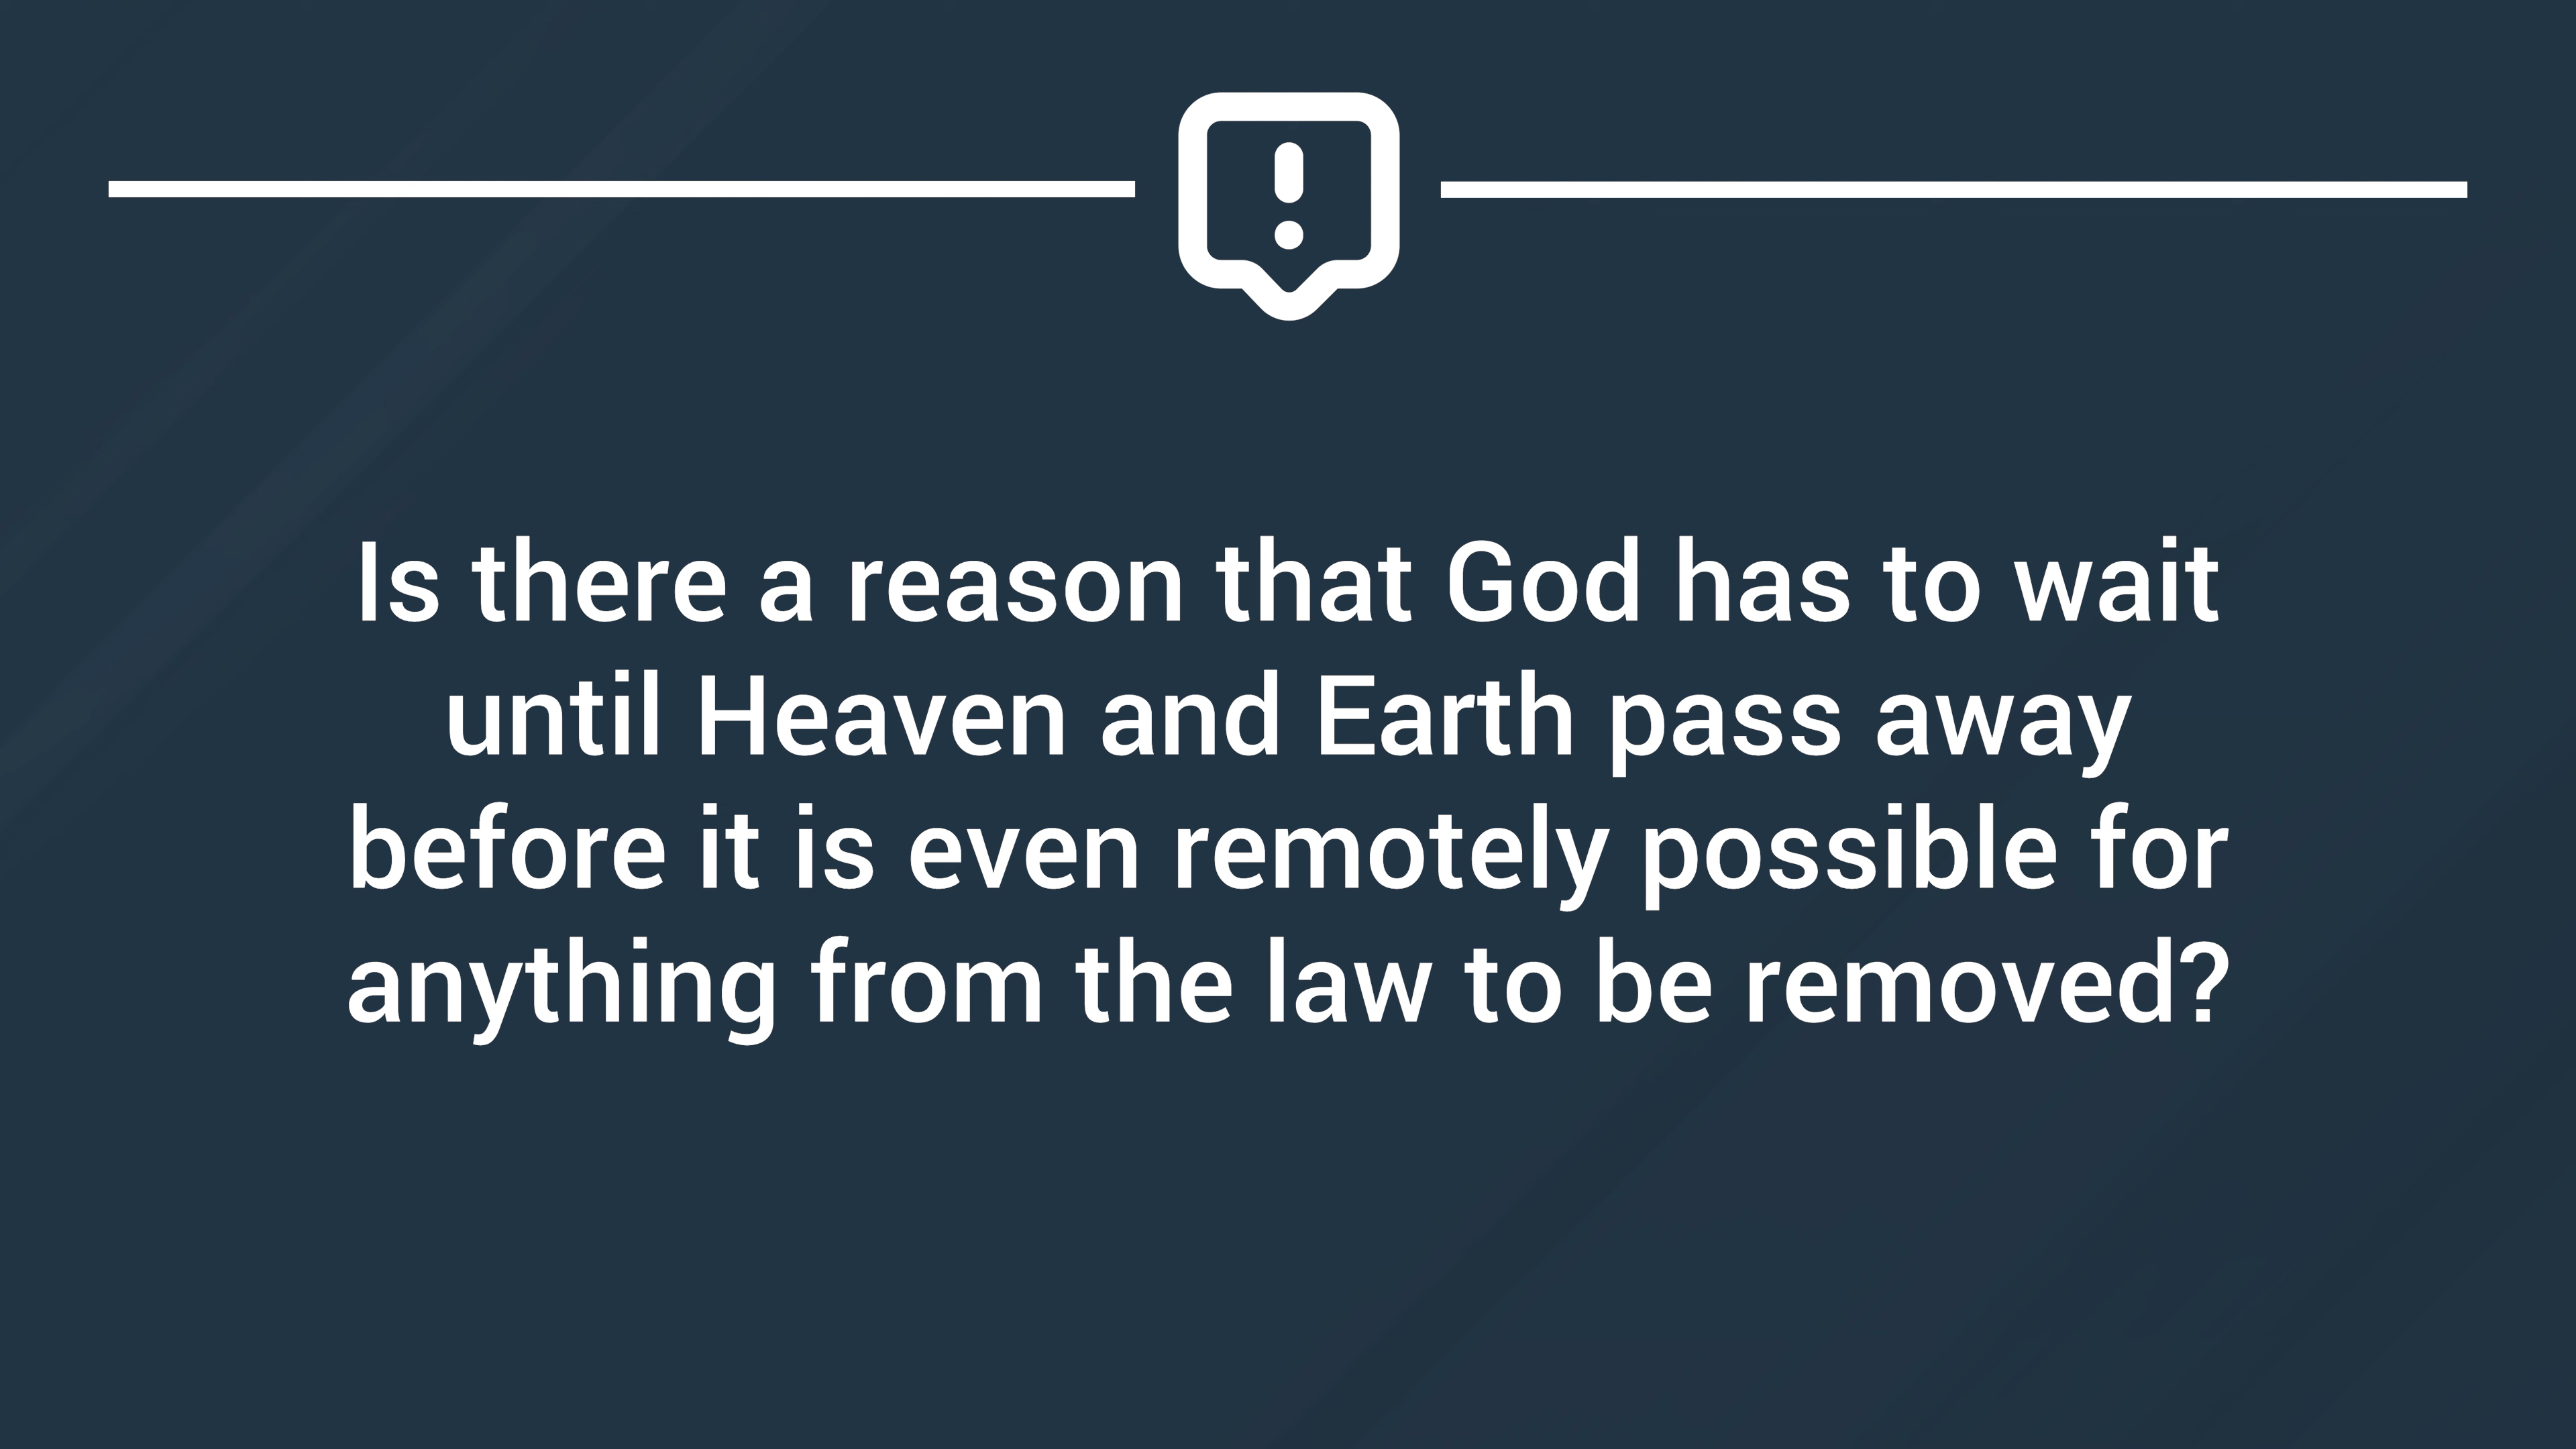 Is there a reason that God has to wait
until Heaven and Earth pass away
before it is even remotely possible for
anything from the law to be removed?